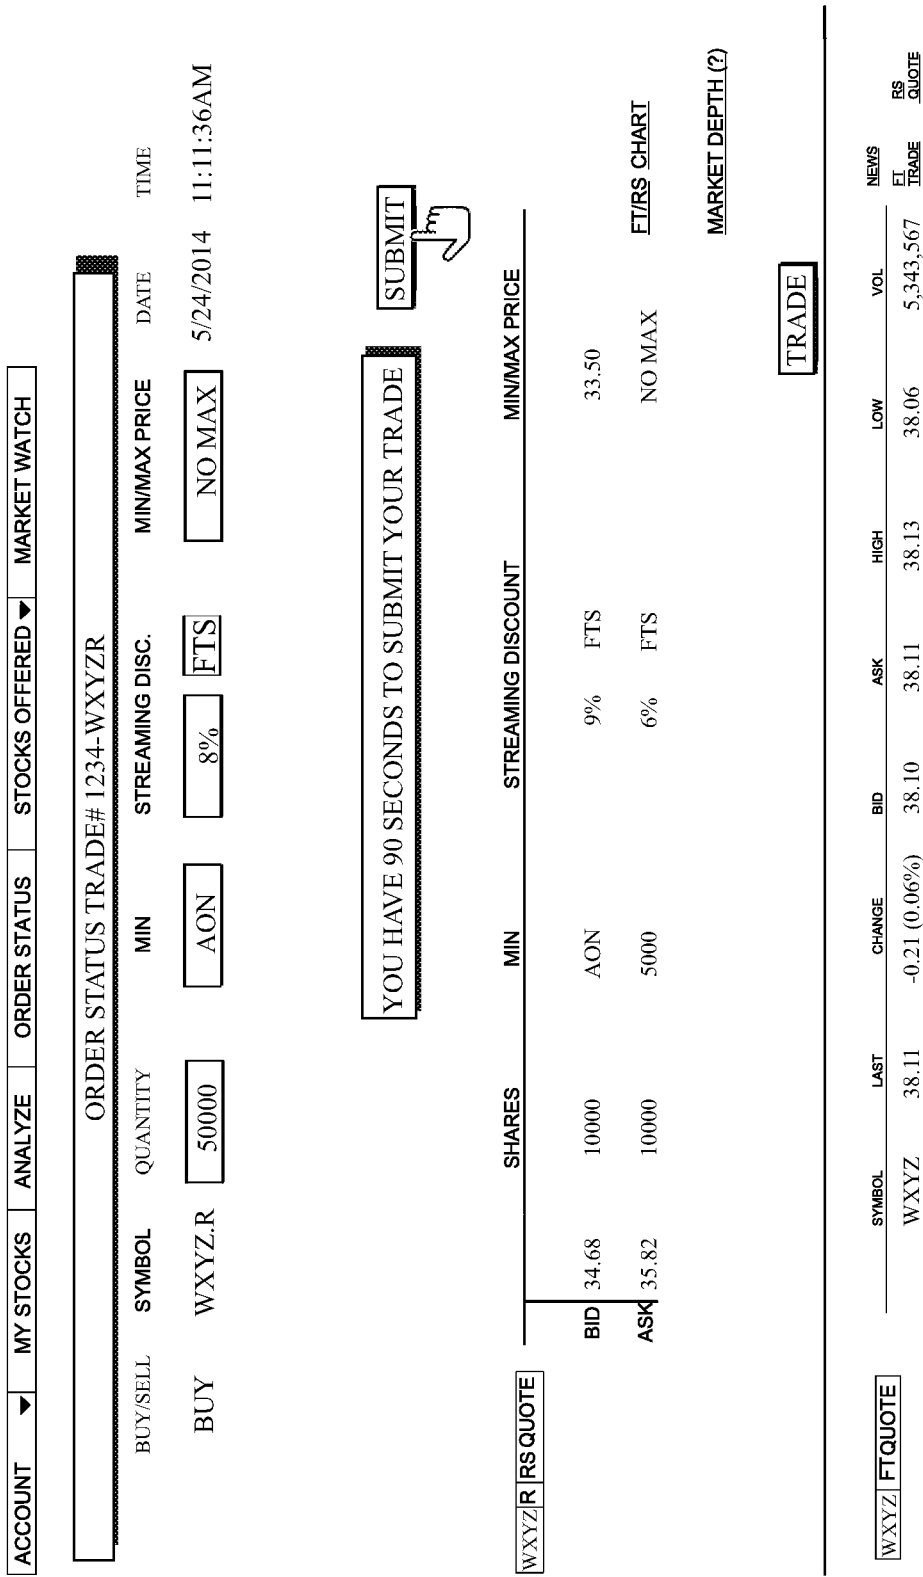 ACCOUNT MY STOCKS ANALYZE ORDER STATUS STOCKS OFFERED MARKET WATCH
ORDER STATUS TRADE# 1234-WXYZR
BUY/SELL SYMBOL QUANTITY MIN STREAMING DISC. MIN/MAX PRICE DATE TIME
BUY WXYZ.R 50000 AON 8% FTS NO MAX 5/24/2014 11:11:36AM
YOU HAVE 90 SECONDS TO SUBMIT YOUR TRADE SUBMIT
WXYZ R RS QUOTE SHARES MIN STREAMING DISCOUNT MIN/MAX PRICE
BID 34.68 10000 AON 9% FTS 33.50
ASK 35.82 10000 5000 6% FTS NO MAX
FT/RS CHART
MARKET DEPTH (?)
TRADE
WXYZ FT QUOTE SYMBOL LAST CHANGE BID ASK HIGH LOW VOL NEWS
FT TRADE RS QUOTE
WXYZ 38.11 -0.21 (0.06%) 38.10 38.11 38.13 38.06 5,343,567